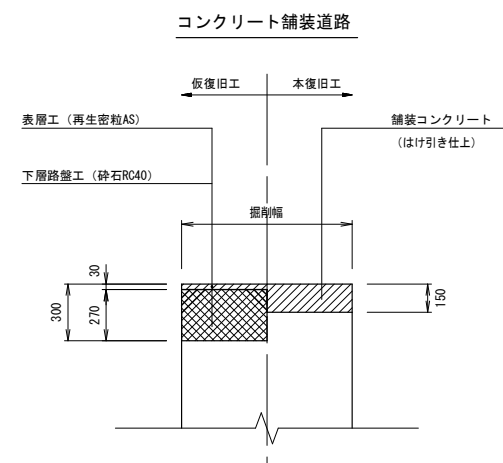 コンクリート舗装道路
仮復旧工
本復旧工
表層工（再生密粒AS）
舗装コンクリート
（はけ引き仕上）
下層路盤工（砕石RC40）
掘削幅
30
300
270
150